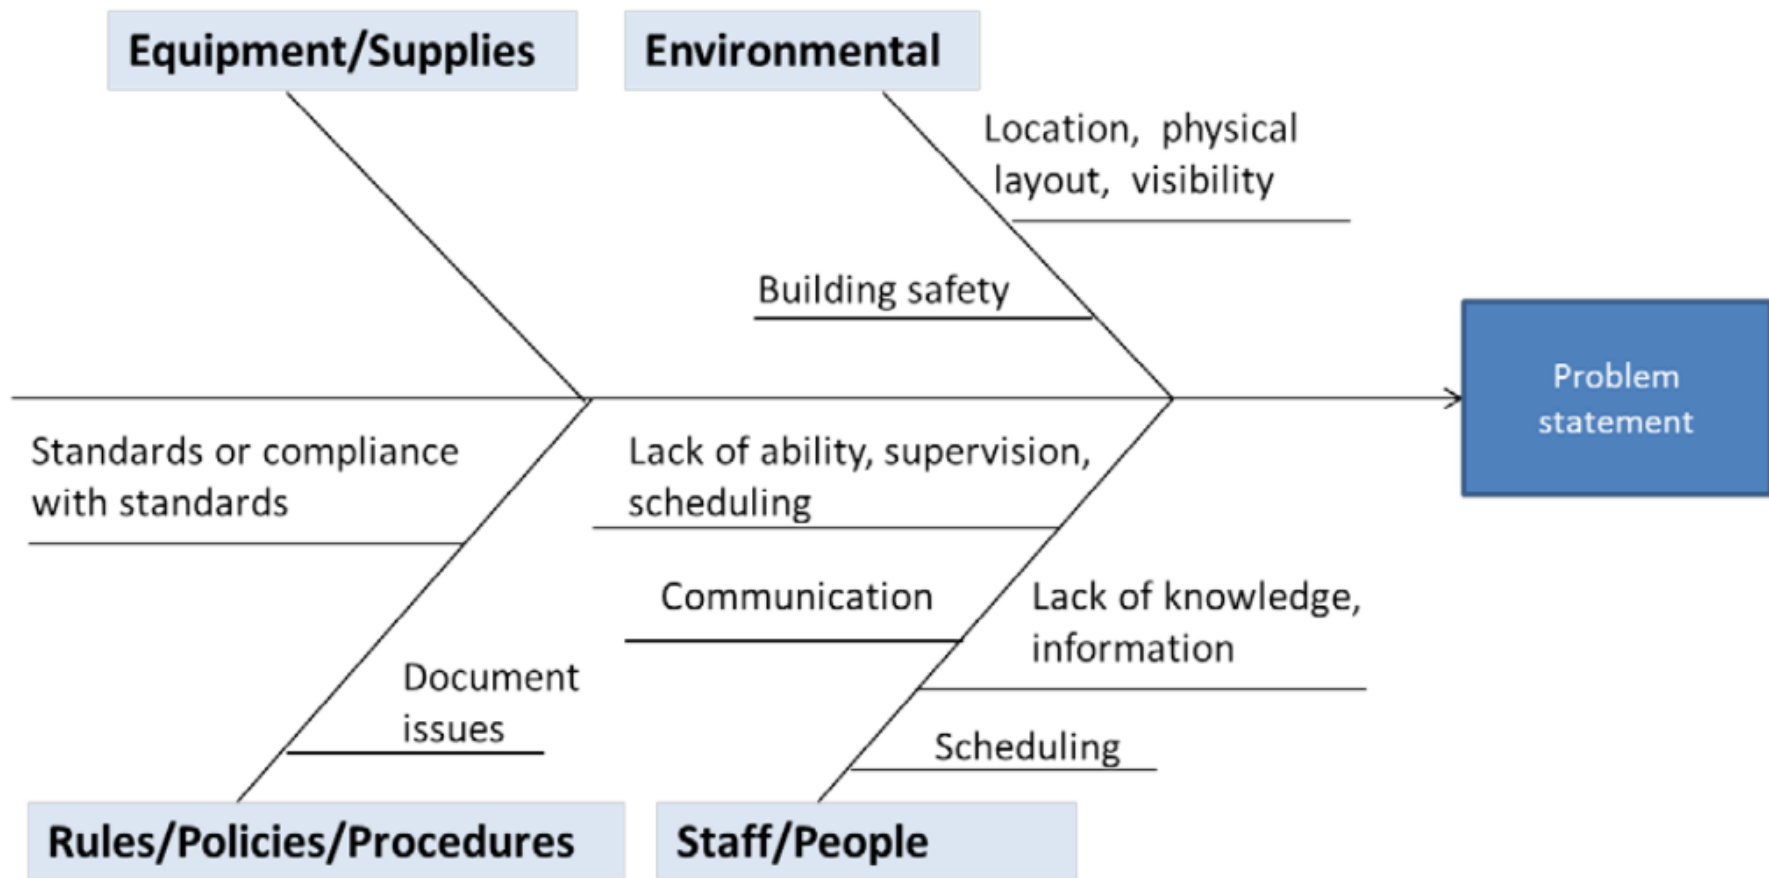 Equipment/Supplies
Environmental
Location, physical
layout, visibility
Building safety
Problem
statement
Standards or compliance
with standards
Lack of ability, supervision,
scheduling
Communication
Lack of knowledge,
information
Document
issues
Scheduling
Rules/Policies/Procedures
Staff/People